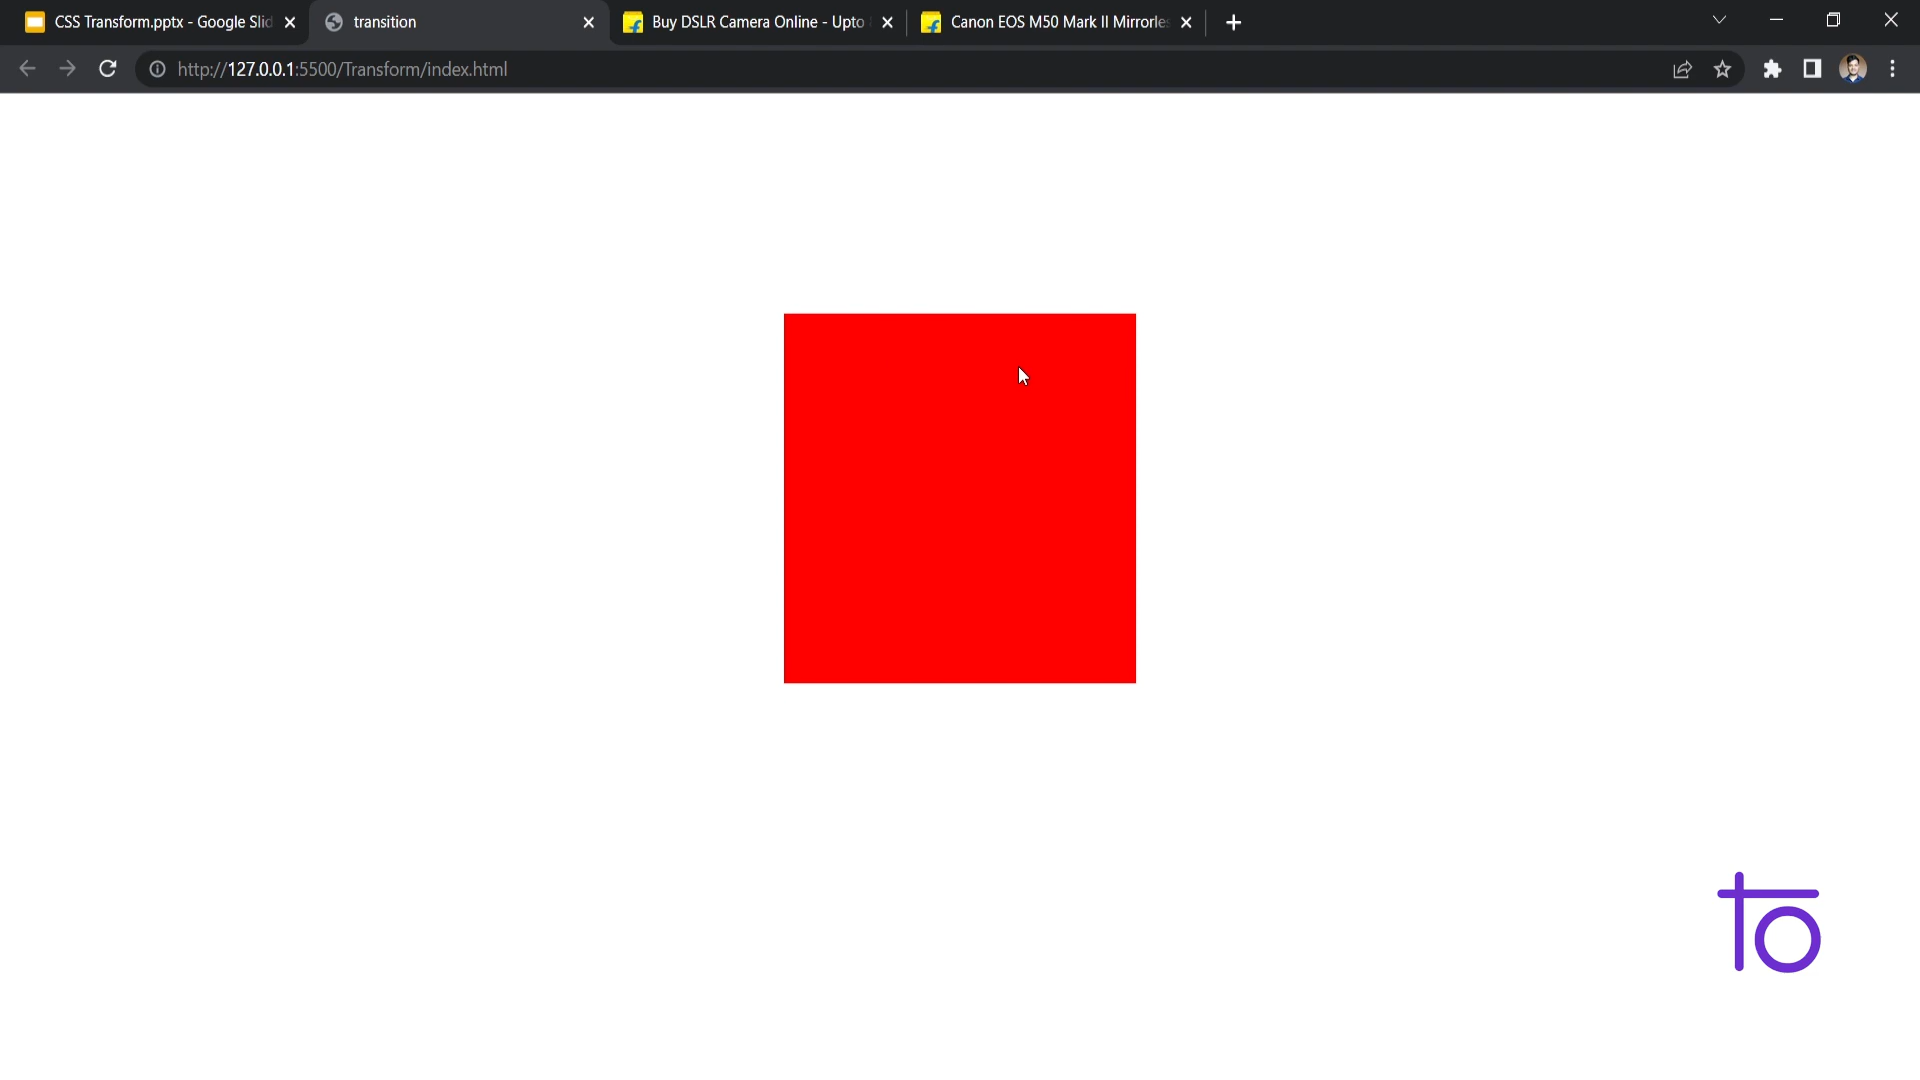 CSS Transform.pptx - Google Slid
transition
Buy DSLR Camera Online - Upto
Canon EOS M50 Mark II Mirrorles
http://127.0.0.1:5500/Transform/index.html
to